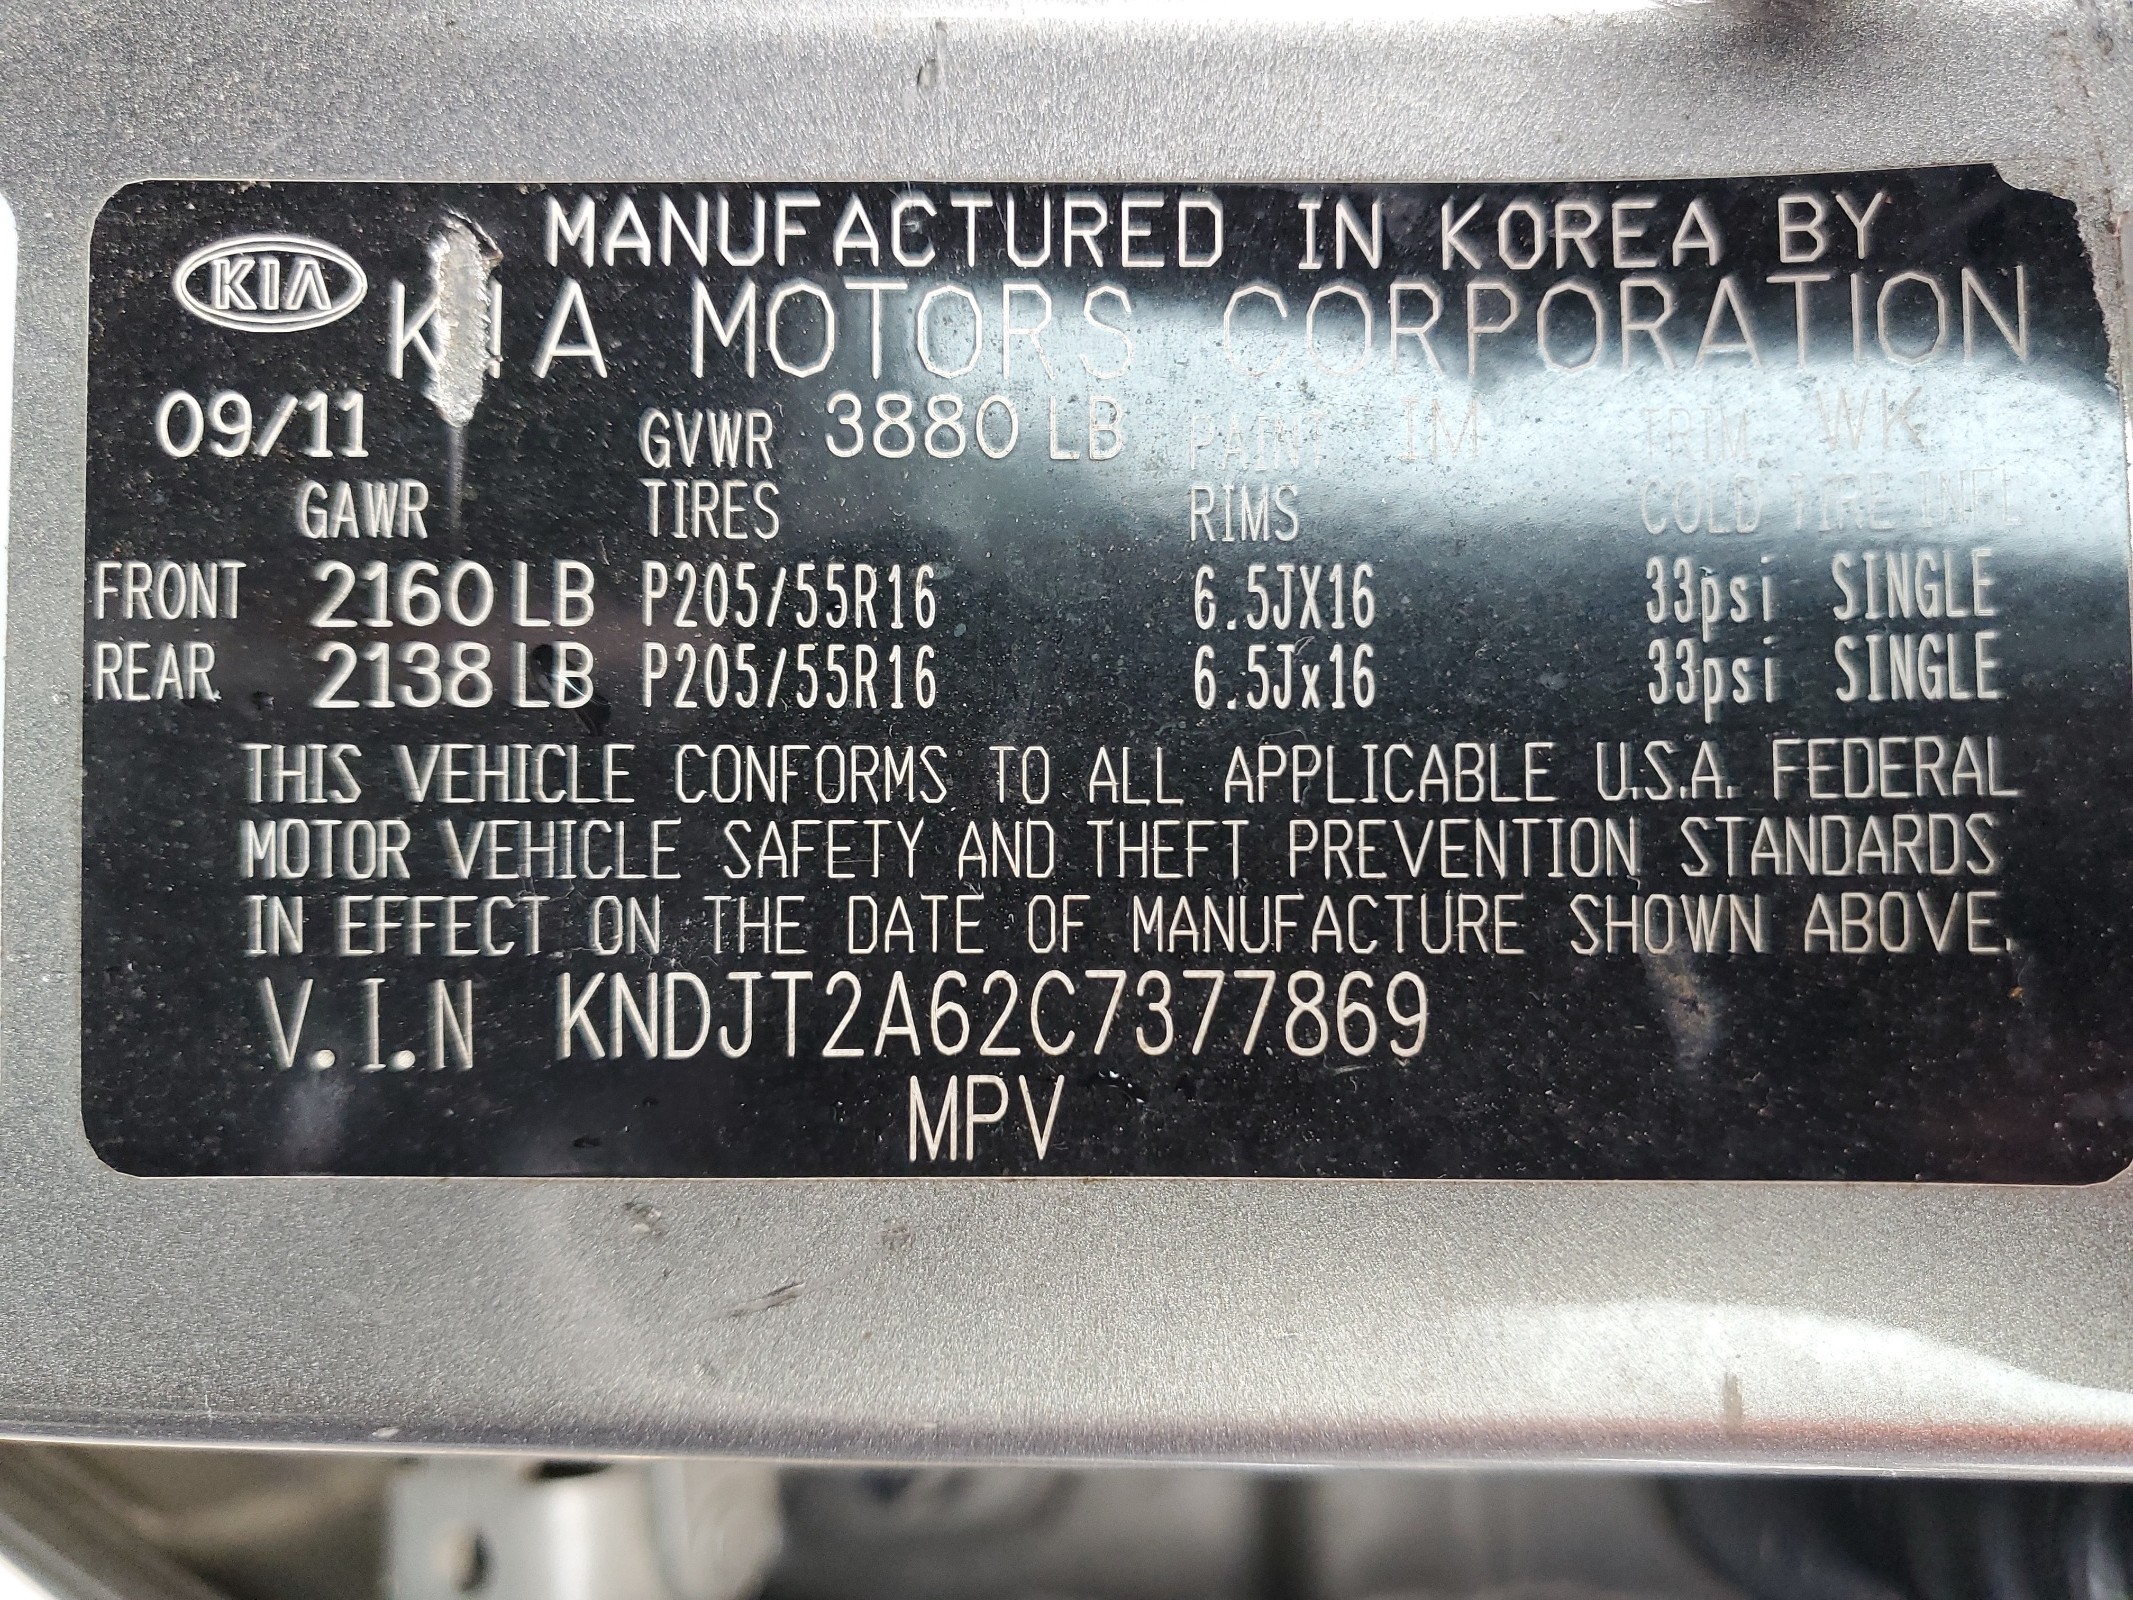 MANUFACTURED IN KOREA BY
KIA KIA MOTORS CORPORATION
09/11 GVWR 3880 LB PAINT IM TRIM WK
GAWR TIRES RIMS COLD TIRE INFL
FRONT 2160 LB P205/55R16 6.5JX16 33psi SINGLE
REAR 2138 LB P205/55R16 6.5Jx16 33psi SINGLE
THIS VEHICLE CONFORMS TO ALL APPLICABLE U.S.A. FEDERAL
MOTOR VEHICLE SAFETY AND THEFT PREVENTION STANDARDS
IN EFFECT ON THE DATE OF MANUFACTURE SHOWN ABOVE.
V.I.N KNDJT2A62C7377869
MPV